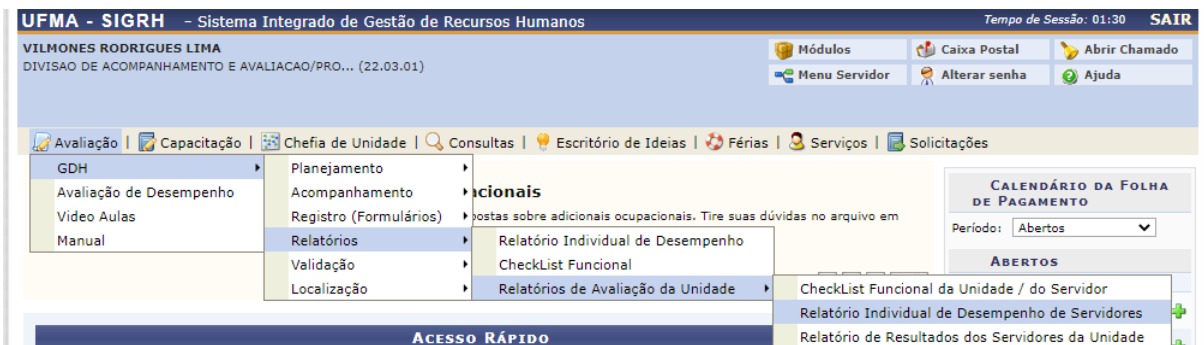 UFMA - SIGRH - Sistema Integrado de Gestão de Recursos Humanos
Tempo de Sessão: 01:30 SAIR
VILMONES RODRIGUES LIMA
DIVISAO DE ACOMPANHAMENTO E AVALIACAO/PRO... (22.03.01)
Módulos
Caixa Postal
Abrir Chamado
Menu Servidor
Alterar senha
Ajuda
Avaliação | Capacitação | Chefia de Unidade | Consultas | Escritório de Ideias | Férias | Serviços | Solicitações
GDH
Avaliação de Desempenho
Video Aulas
Manual
Planejamento
Acompanhamento
Registro (Formulários)
Relatórios
Validação
Localização
acionais
postas sobre adicionais ocupacionais. Tire suas dúvidas no arquivo em
Relatório Individual de Desempenho
CheckList Funcional
Relatórios de Avaliação da Unidade
CheckList Funcional da Unidade / do Servidor
Relatório Individual de Desempenho de Servidores
Relatório de Resultados dos Servidores da Unidade
CALENDÁRIO DA FOLHA
DE PAGAMENTO
Período: Abertos
ABERTOS
ACESSO RÁPIDO